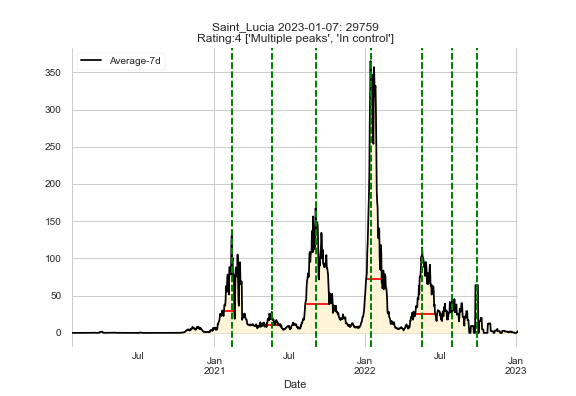 Saint_Lucia 2023-01-07: 29759
Rating:4 ['Multiple peaks', 'In control']
Average-7d
350
300
250
200
150
100
50
0
Jul
Jan
2021
Jul
Jan
2022
Jul
Jan
2023
Date